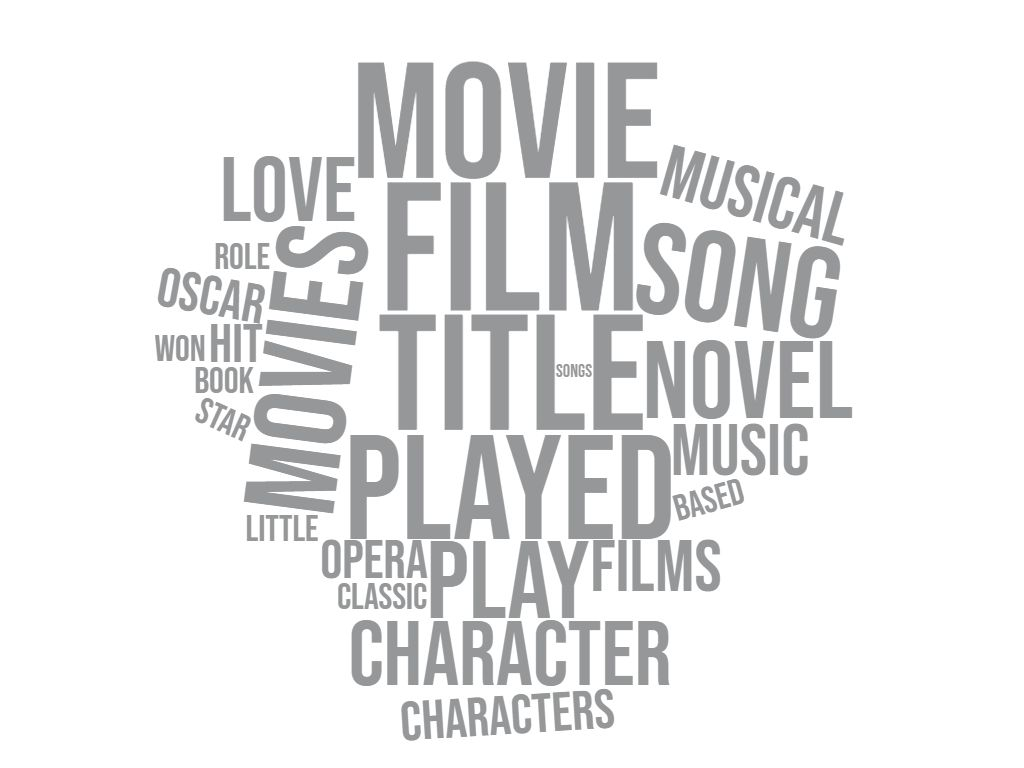 MOVIE
LOVE
MUSICAL
FILM
SONG
MOVIES
ROLE
OSCAR
TITLE
WON
HIT
NOVEL
SONGS
BOOK
STAR
PLAYED
MUSIC
BASED
LITTLE
OPERA
PLAY
FILMS
CLASSIC
CHARACTER
CHARACTERS